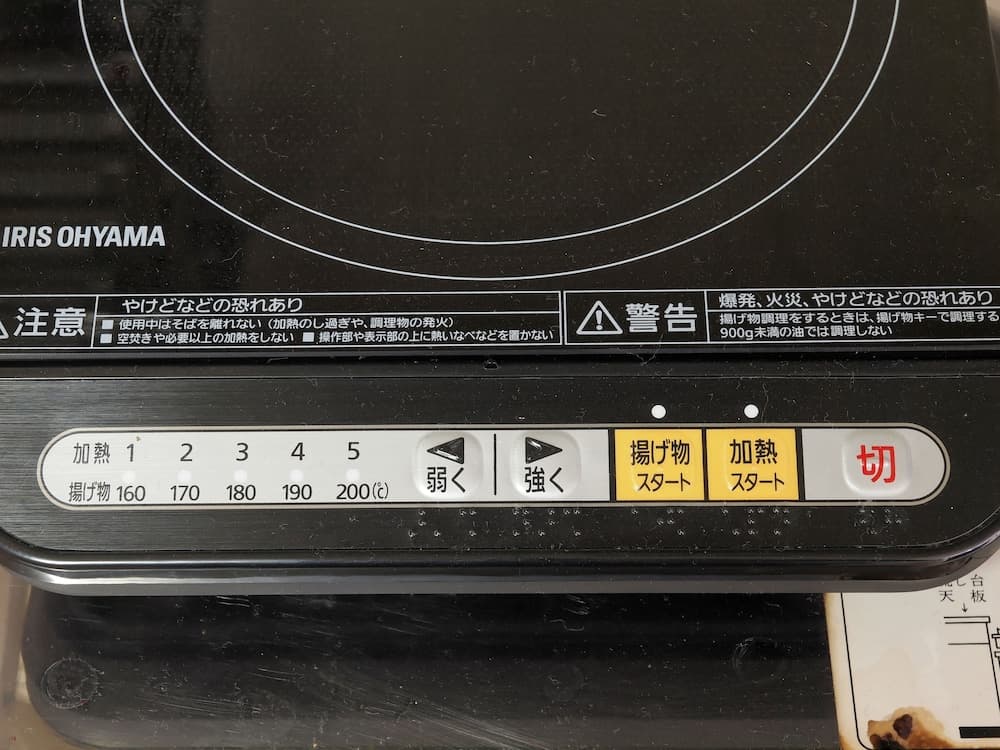 IRIS OHYAMA
注意
やけどなどの恐れあり
■ 使用中はそばを離れない（加熱のし過ぎや、調理物の発火）
■ 空焚きや必要以上の加熱をしない ■ 操作部や表示部の上に熱いなべなどを置かない
警告
爆発、火災、やけどなどの恐れあり
揚げ物調理をするときは、揚げ物キーで調理する
900g未満の油では調理しない
加熱 1 2 3 4 5
揚げ物 160 170 180 190 200(℃)
弱く
強く
揚げ物
スタート
加熱
スタート
切
し台
天板